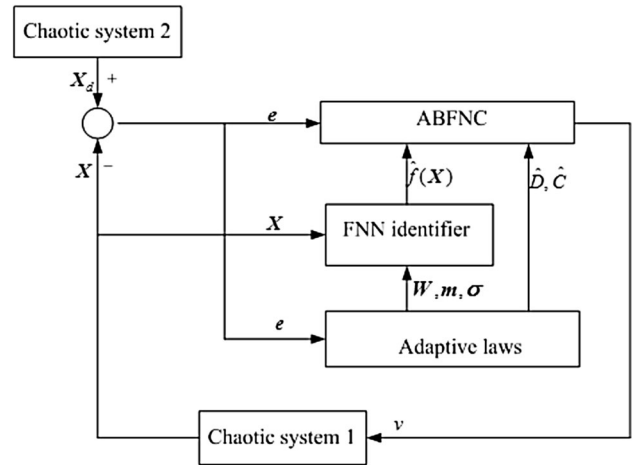 Chaotic system 2
X_d +
e
ABFNC
X −
f̂(X)
D̂, Ĉ
X
FNN identifier
W, m, σ
e
Adaptive laws
v
Chaotic system 1